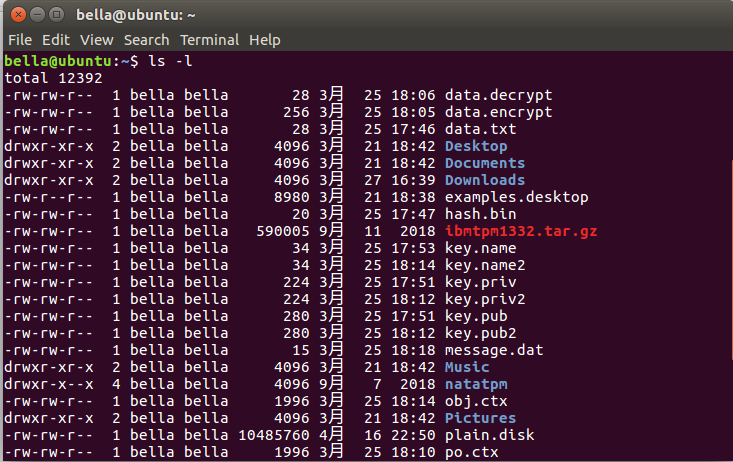 bella@ubuntu: ~
File Edit View Search Terminal Help
bella@ubuntu:~$ ls -l
total 12392
-rw-rw-r-- 1 bella bella 28 3月 25 18:06 data.decrypt
-rw-rw-r-- 1 bella bella 256 3月 25 18:05 data.encrypt
-rw-rw-r-- 1 bella bella 28 3月 25 17:46 data.txt
drwxr-xr-x 2 bella bella 4096 3月 21 18:42 Desktop
drwxr-xr-x 2 bella bella 4096 3月 21 18:42 Documents
drwxr-xr-x 2 bella bella 4096 3月 27 16:39 Downloads
-rw-r--r-- 1 bella bella 8980 3月 21 18:38 examples.desktop
-rw-rw-r-- 1 bella bella 20 3月 25 17:47 hash.bin
-rw-rw-r-- 1 bella bella 590005 9月 11 2018 ibmtpm1332.tar.gz
-rw-rw-r-- 1 bella bella 34 3月 25 17:53 key.name
-rw-rw-r-- 1 bella bella 34 3月 25 18:14 key.name2
-rw-rw-r-- 1 bella bella 224 3月 25 17:51 key.priv
-rw-rw-r-- 1 bella bella 224 3月 25 18:12 key.priv2
-rw-rw-r-- 1 bella bella 280 3月 25 17:51 key.pub
-rw-rw-r-- 1 bella bella 280 3月 25 18:12 key.pub2
-rw-rw-r-- 1 bella bella 15 3月 25 18:18 message.dat
drwxr-xr-x 2 bella bella 4096 3月 21 18:42 Music
drwxr-x--x 4 bella bella 4096 9月 7 2018 natatpm
-rw-rw-r-- 1 bella bella 1996 3月 25 18:14 obj.ctx
drwxr-xr-x 2 bella bella 4096 3月 21 18:42 Pictures
-rw-rw-r-- 1 bella bella 10485760 4月 16 22:50 plain.disk
-rw-rw-r-- 1 bella bella 1996 3月 25 18:10 po.ctx